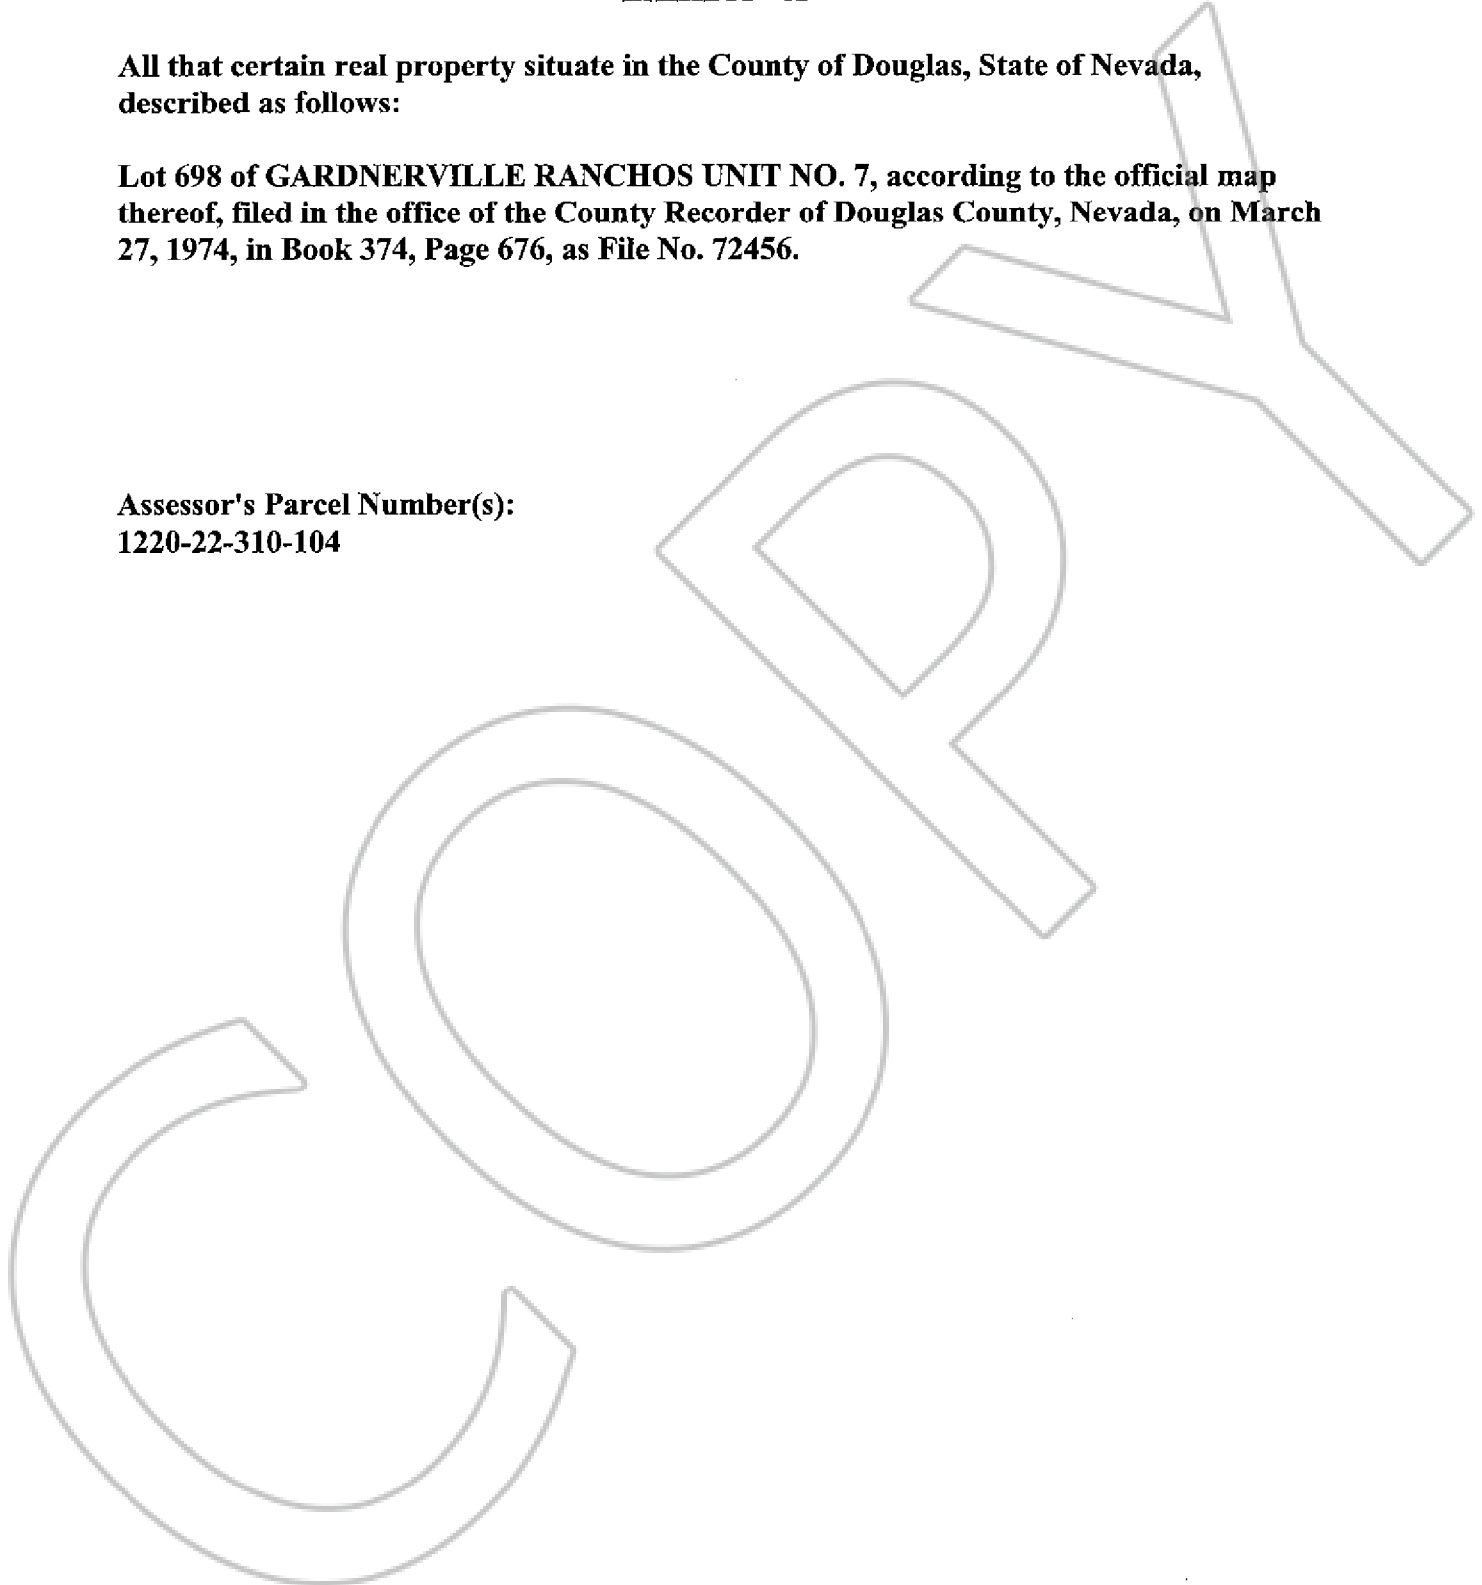 All that certain real property situate in the County of Douglas, State of Nevada,
described as follows:
Lot 698 of GARDNERVILLE RANCHOS UNIT NO. 7, according to the official map
thereof, filed in the office of the County Recorder of Douglas County, Nevada, on March
27, 1974, in Book 374, Page 676, as File No. 72456.
Assessor's Parcel Number(s):
1220-22-310-104
COPY